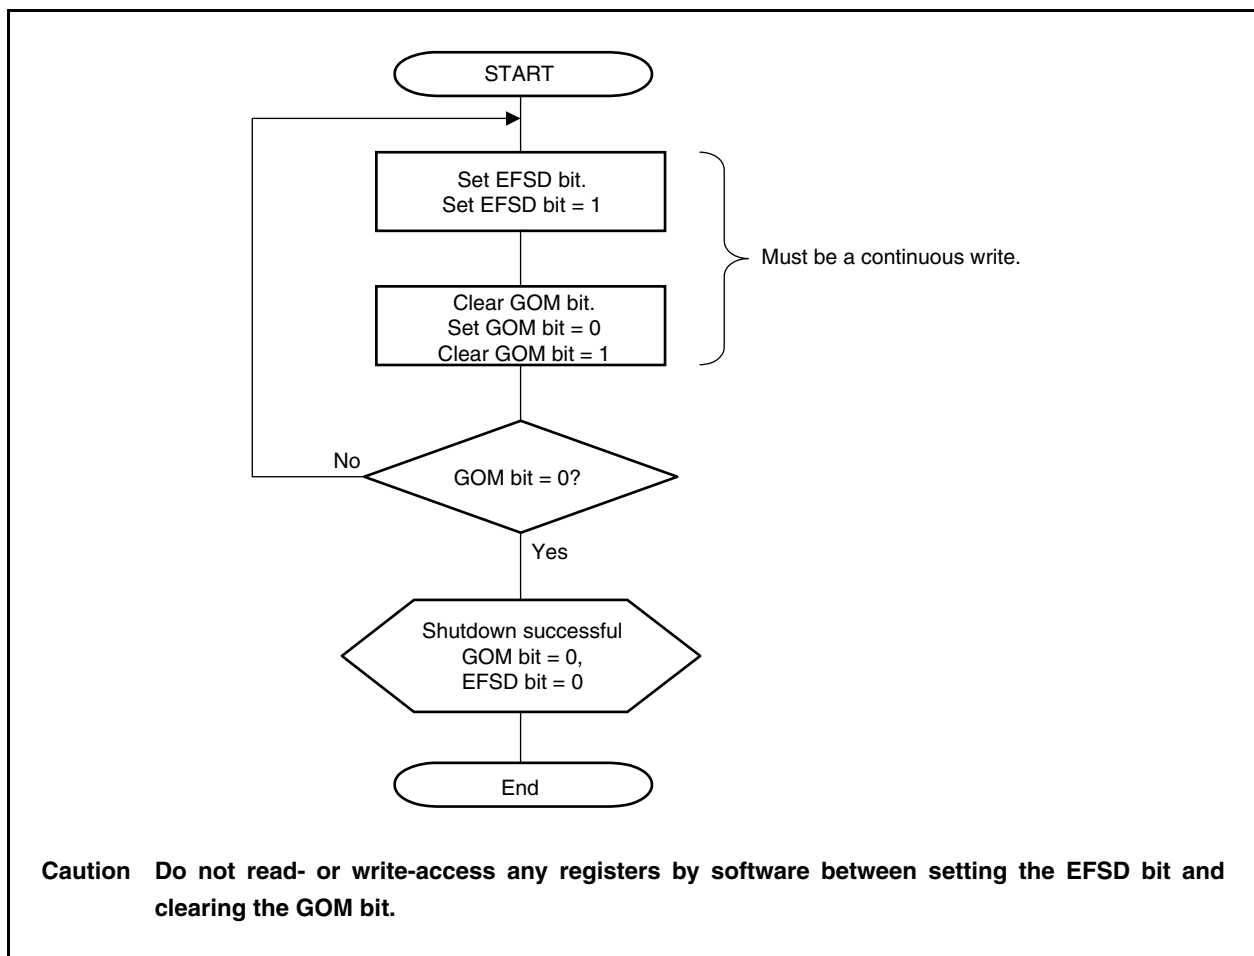 START
Set EFSD bit.
Set EFSD bit = 1
Must be a continuous write.
Clear GOM bit.
Set GOM bit = 0
Clear GOM bit = 1
No
GOM bit = 0?
Yes
Shutdown successful
GOM bit = 0,
EFSD bit = 0
End
Caution Do not read- or write-access any registers by software between setting the EFSD bit and
clearing the GOM bit.